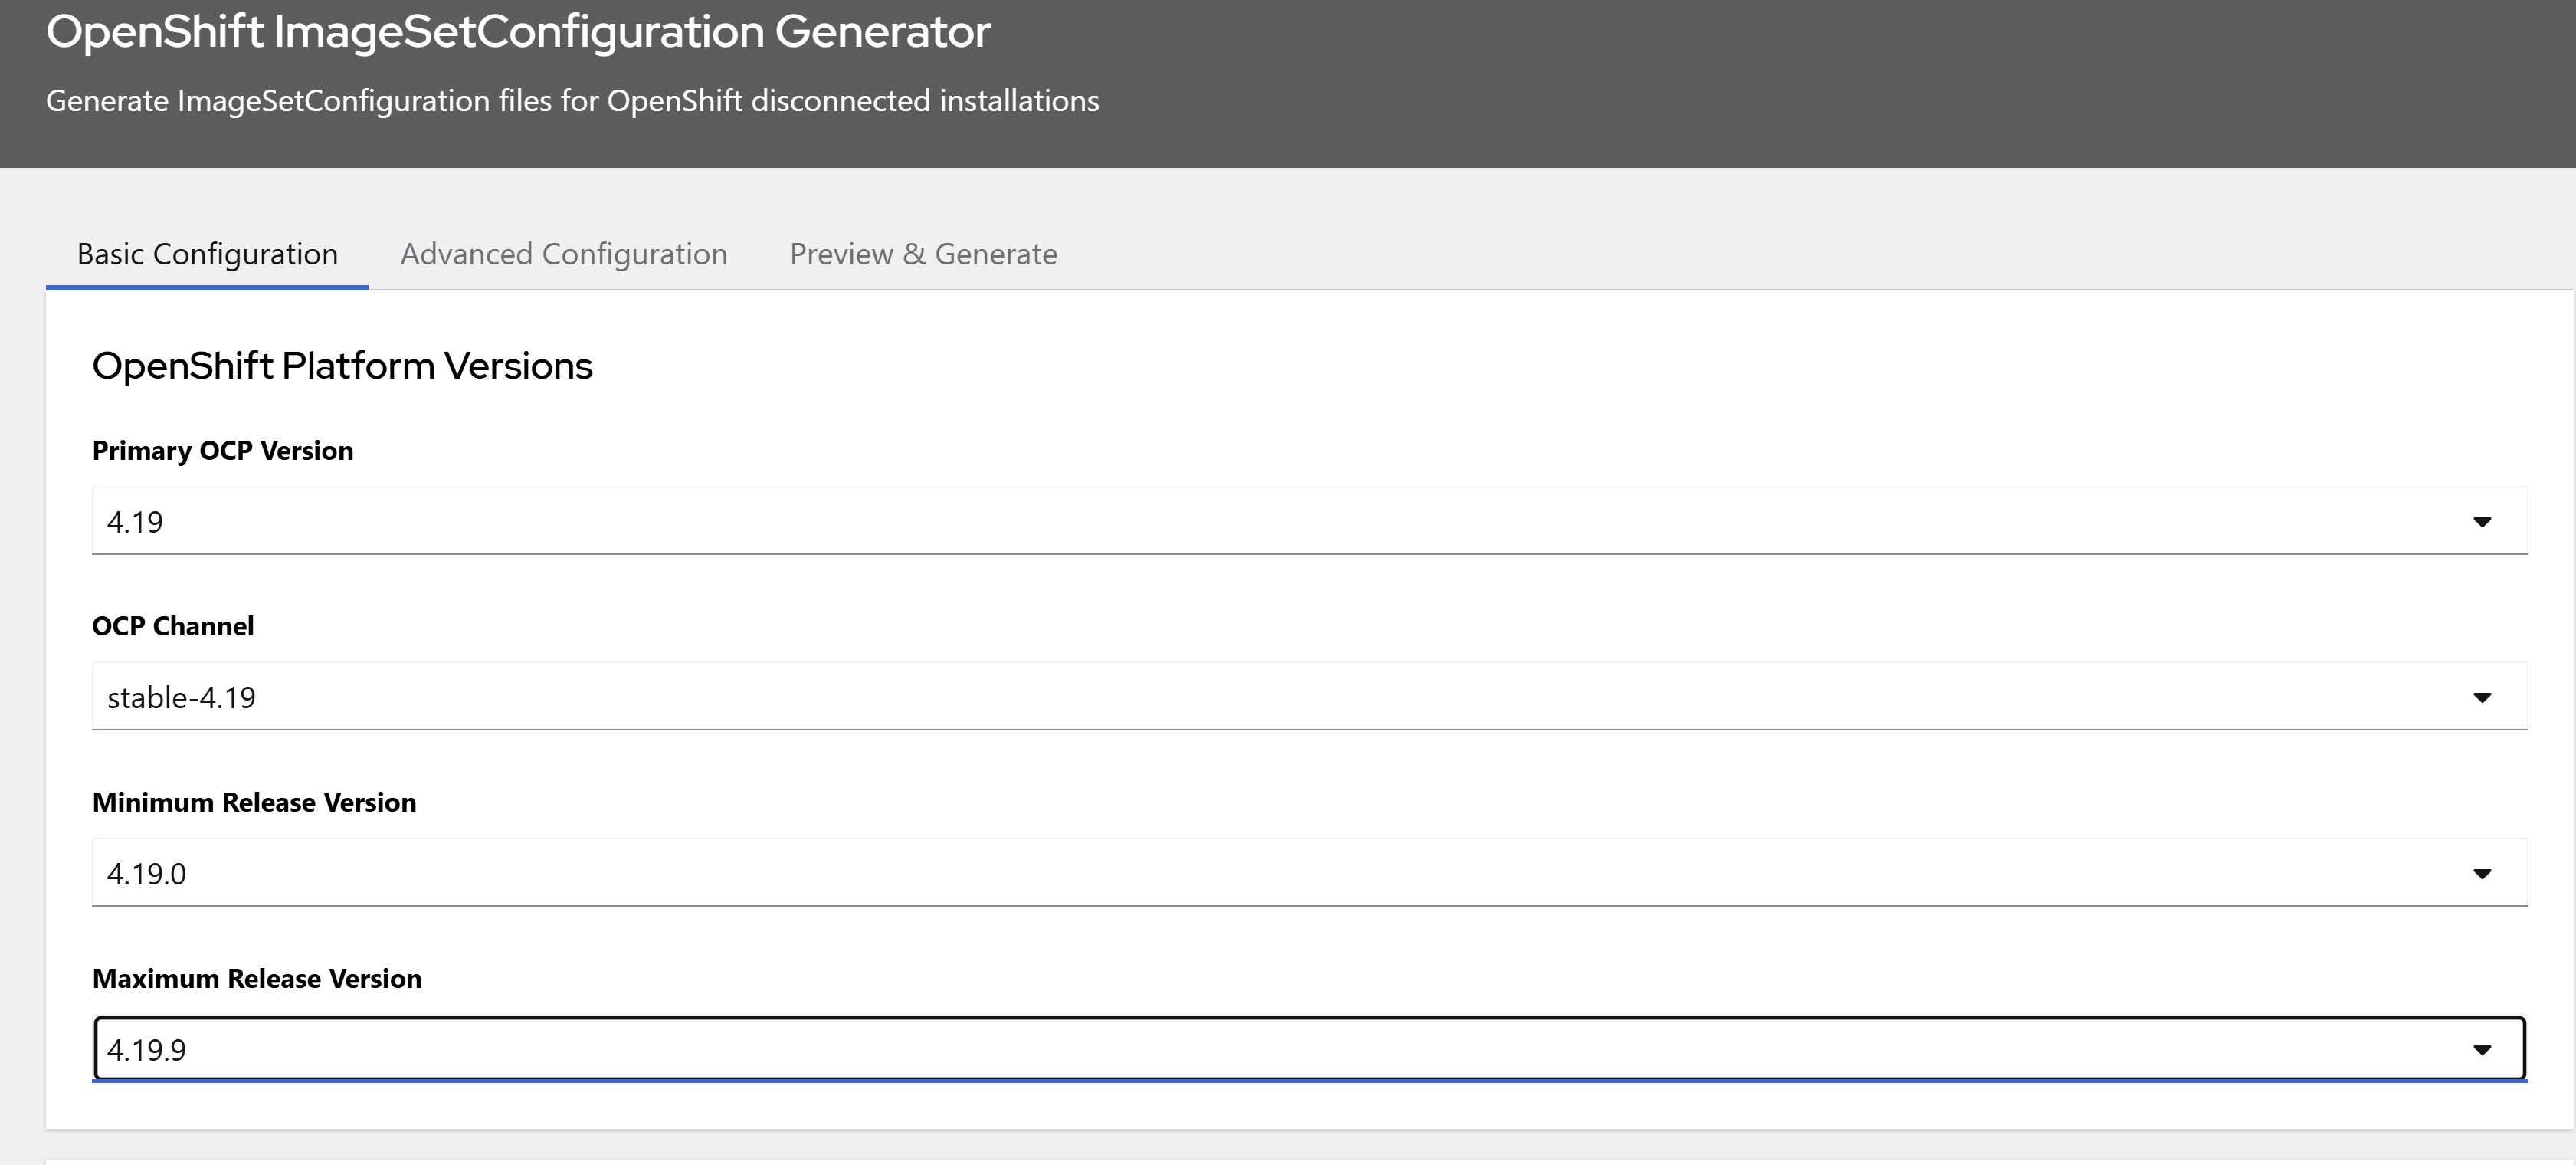 OpenShift ImageSetConfiguration Generator
Generate ImageSetConfiguration files for OpenShift disconnected installations
Basic Configuration Advanced Configuration Preview & Generate
OpenShift Platform Versions
Primary OCP Version
4.19
OCP Channel
stable-4.19
Minimum Release Version
4.19.0
Maximum Release Version
4.19.9